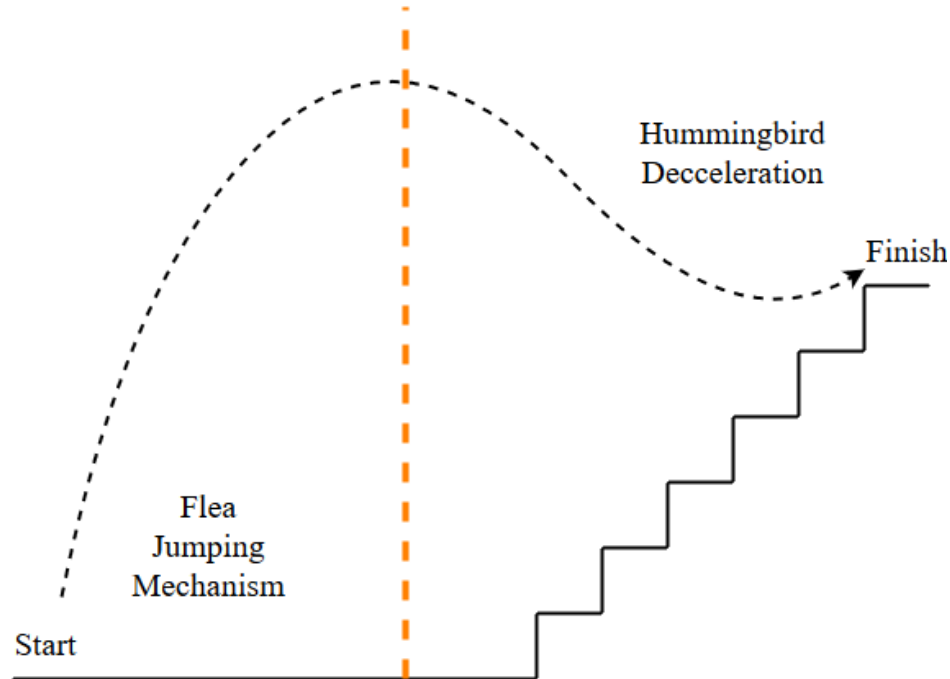 Hummingbird
Decceleration
Finish
Flea
Jumping
Mechanism
Start